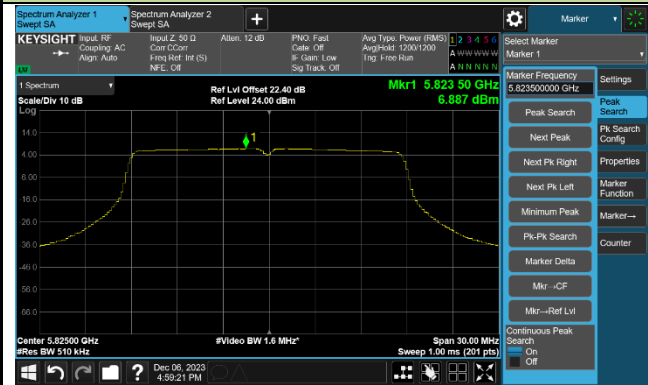 Spectrum Analyzer 1
Swept SA
Spectrum Analyzer 2
Swept SA
+
Marker
KEYSIGHT
Input: RF
Coupling: AC
Align: Auto
Input Z: 50 Ω
Corr CCorr
Freq Ref: Int (S)
NFE: Off
Atten: 12 dB
PNO: Fast
Gate: Off
IF Gain: Low
Sig Track: Off
Avg Type: Power (RMS)
Avg|Hold: 1200/1200
Trig: Free Run
1 2 3 4 5 6
A W W W W W
A N N N N N
LXI
Select Marker
Marker 1
1 Spectrum
Scale/Div 10 dB
Log
Ref Lvl Offset 22.40 dB
Ref Level 24.00 dBm
Mkr1 5.823 50 GHz
6.887 dBm
14.0
4.00
-6.00
-16.0
-26.0
-36.0
-46.0
-56.0
-66.0
1
Center 5.82500 GHz
#Res BW 510 kHz
#Video BW 1.6 MHz*
Span 30.00 MHz
Sweep 1.00 ms (201 pts)
Marker Frequency
5.823500000 GHz
Peak Search
Next Peak
Next Pk Right
Next Pk Left
Minimum Peak
Pk-Pk Search
Marker Delta
Mkr→CF
Mkr→Ref Lvl
Continuous Peak
Search
On
Off
Settings
Peak
Search
Pk Search
Config
Properties
Marker
Function
Marker→
Counter
?
Dec 06, 2023
4:59:21 PM